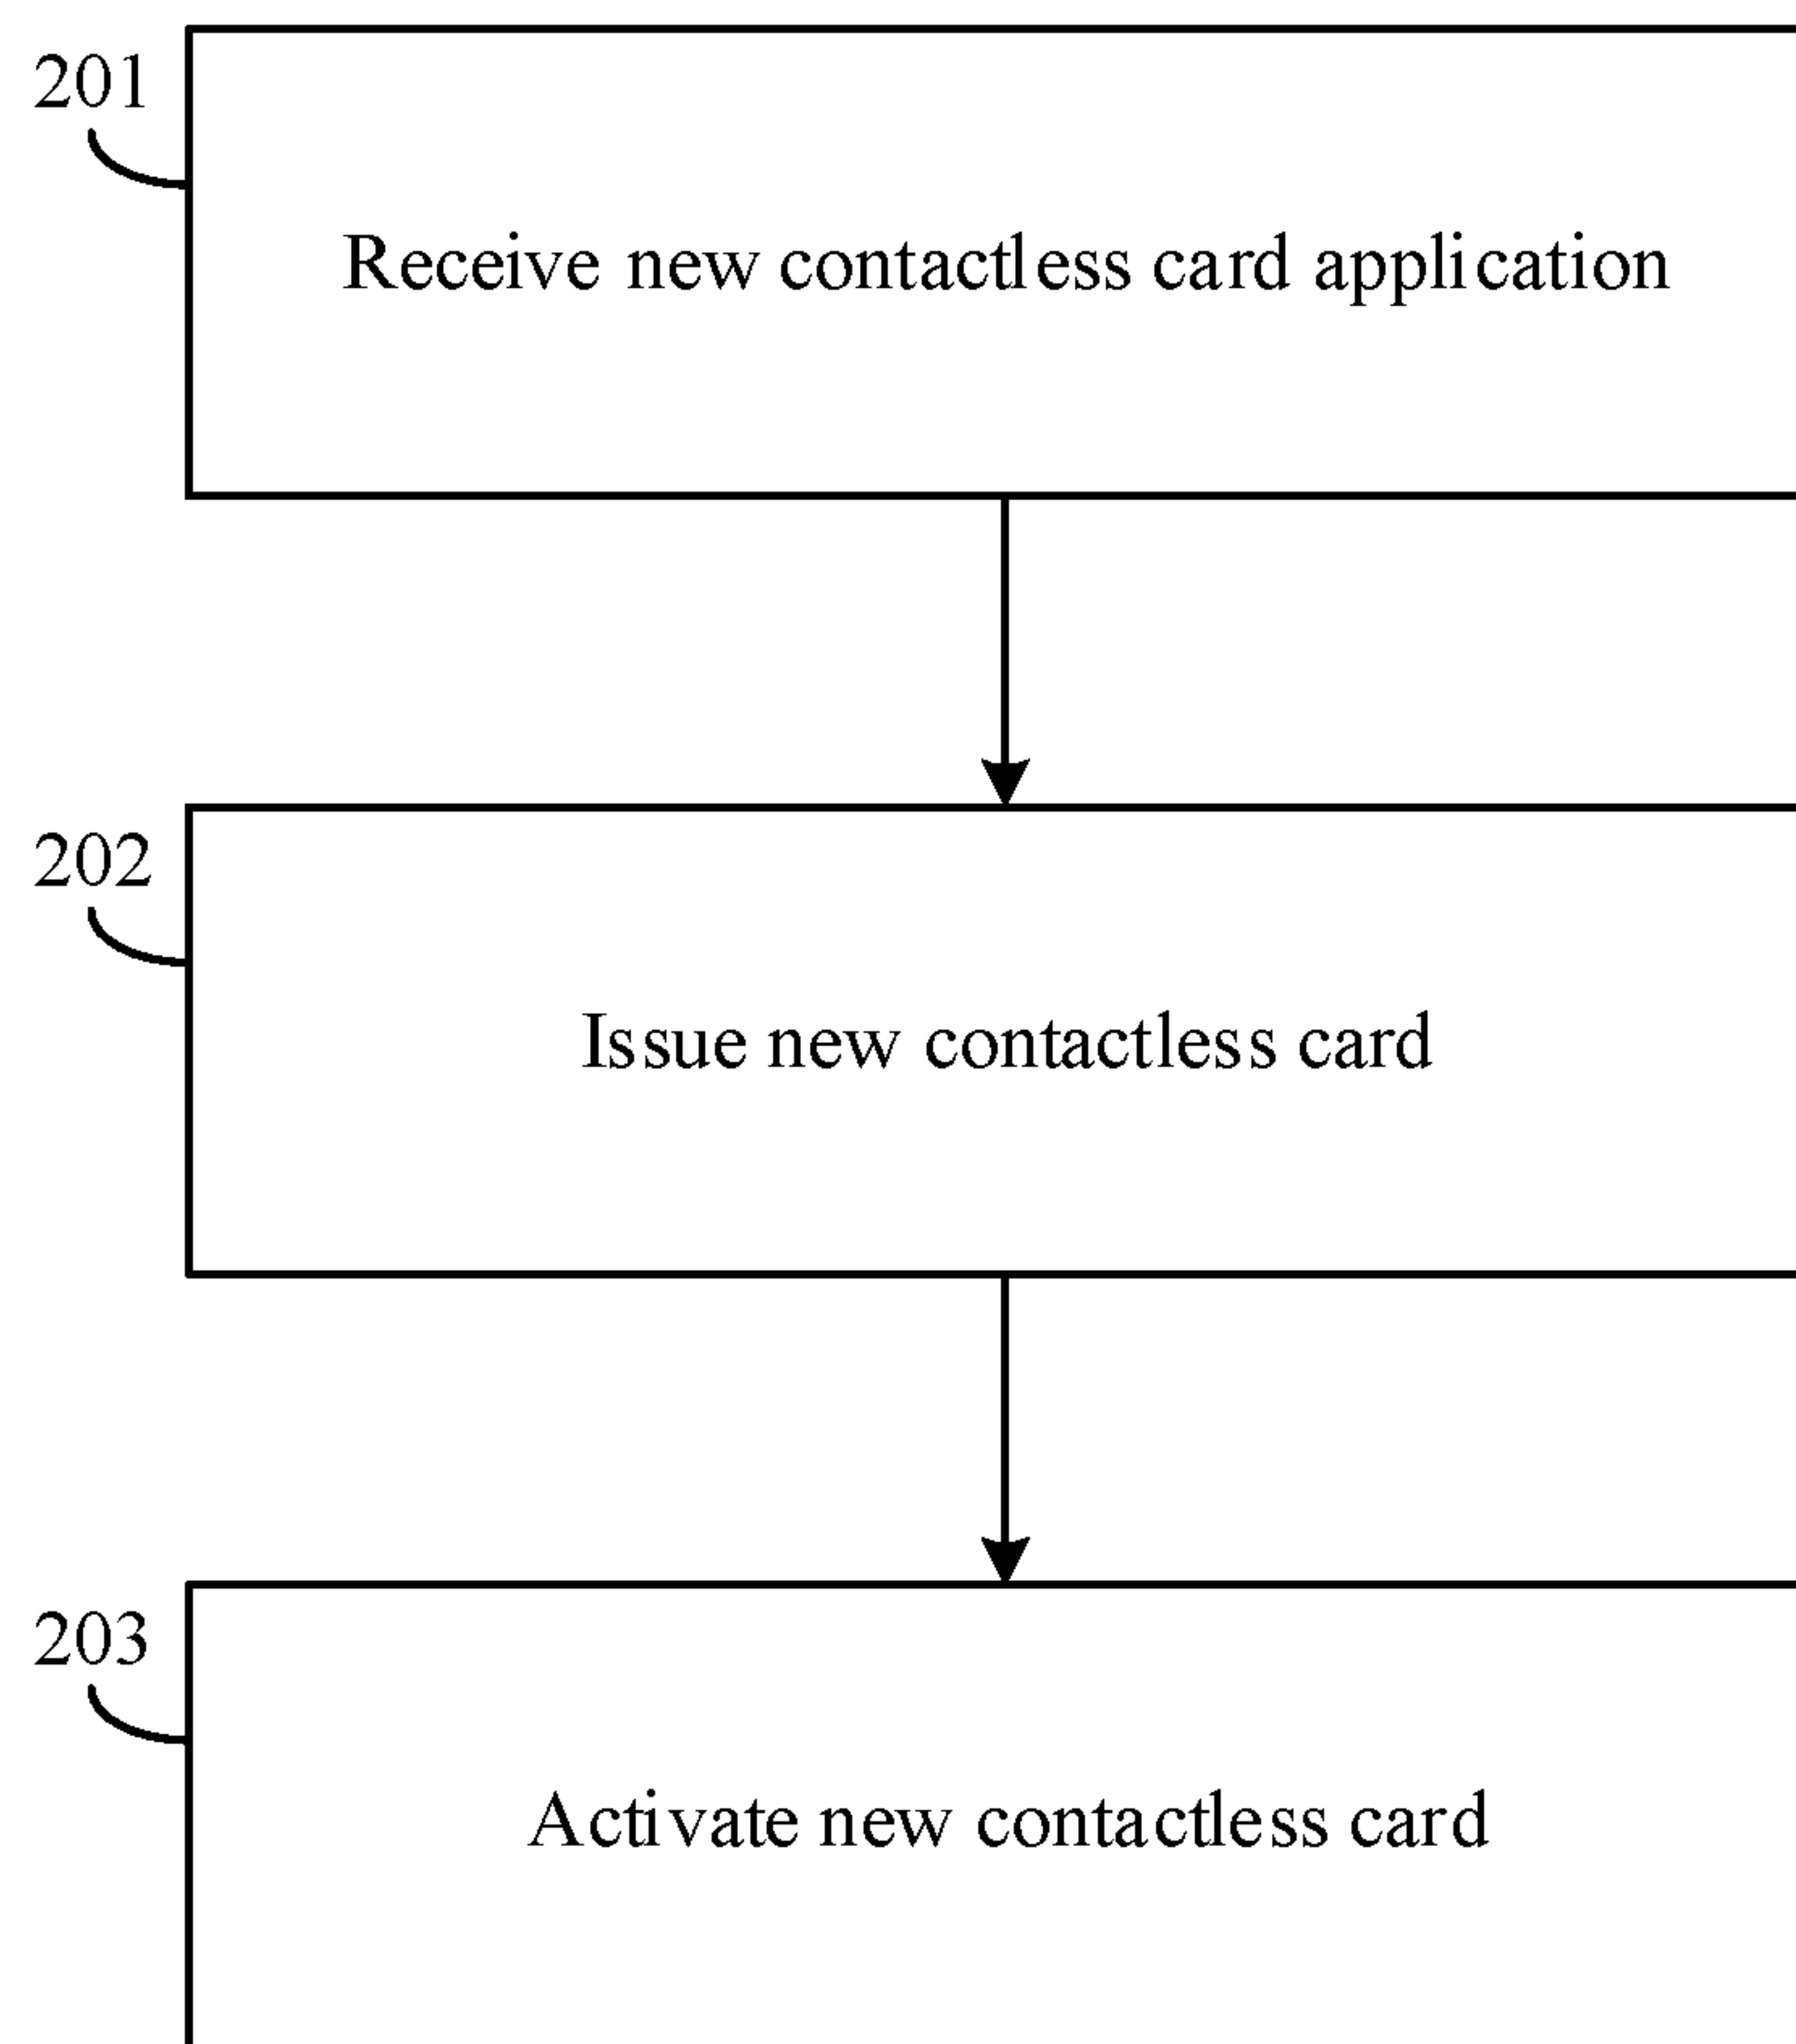 201
Receive new contactless card application
202
Issue new contactless card
203
Activate new contactless card